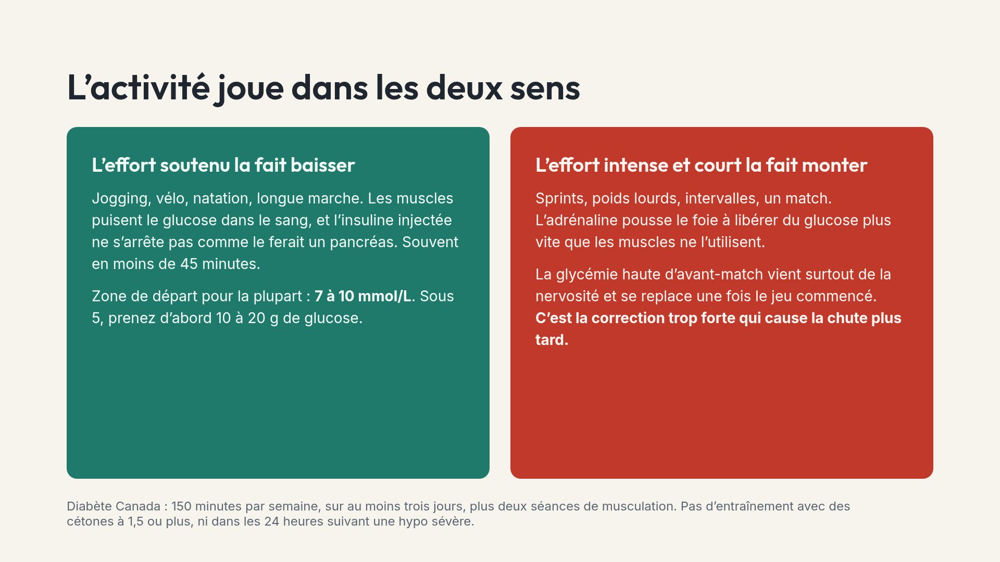 L’activité joue dans les deux sens
L’effort soutenu la fait baisser
Jogging, vélo, natation, longue marche. Les muscles
puisent le glucose dans le sang, et l’insuline injectée
ne s’arrête pas comme le ferait un pancréas. Souvent
en moins de 45 minutes.
Zone de départ pour la plupart : 7 à 10 mmol/L. Sous
5, prenez d’abord 10 à 20 g de glucose.
L’effort intense et court la fait monter
Sprints, poids lourds, intervalles, un match.
L’adrénaline pousse le foie à libérer du glucose plus
vite que les muscles ne l’utilisent.
La glycémie haute d’avant-match vient surtout de la
nervosité et se replace une fois le jeu commencé.
C’est la correction trop forte qui cause la chute plus
tard.
Diabète Canada : 150 minutes par semaine, sur au moins trois jours, plus deux séances de musculation. Pas d’entraînement avec des
cétones à 1,5 ou plus, ni dans les 24 heures suivant une hypo sévère.